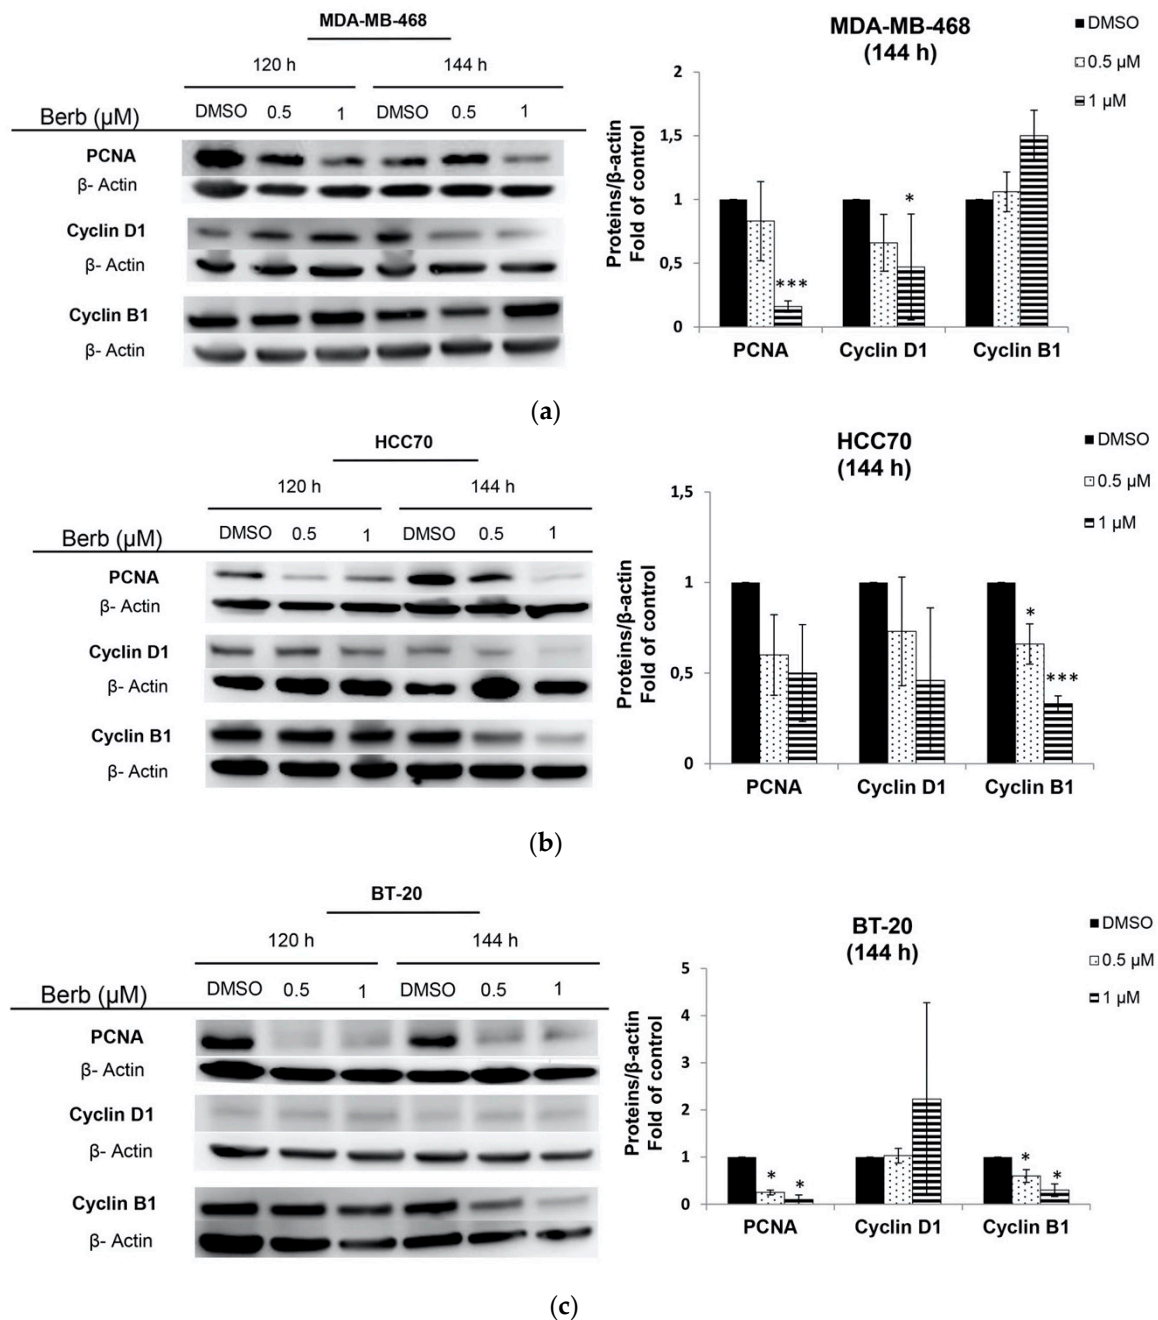 MDA-MB-468
120 h 144 h
Berb (µM) DMSO 0.5 1 DMSO 0.5 1
PCNA
β- Actin
Cyclin D1
β- Actin
Cyclin B1
β- Actin
MDA-MB-468
(144 h)
DMSO
0.5 µM
1 µM
Proteins/β-actin
Fold of control
2
1,5
1
0,5
0
*** *
PCNA Cyclin D1 Cyclin B1
(a)
HCC70
120 h 144 h
Berb (µM) DMSO 0.5 1 DMSO 0.5 1
PCNA
β- Actin
Cyclin D1
β- Actin
Cyclin B1
β- Actin
HCC70
(144 h)
DMSO
0.5 µM
1 µM
Proteins/β-actin
Fold of control
1,5
1
0,5
0
* ***
PCNA Cyclin D1 Cyclin B1
(b)
BT-20
120 h 144 h
Berb (µM) DMSO 0.5 1 DMSO 0.5 1
PCNA
β- Actin
Cyclin D1
β- Actin
Cyclin B1
β- Actin
BT-20
(144 h)
DMSO
0.5 µM
1 µM
Proteins/β-actin
Fold of control
5
4
3
2
1
0
* * * *
PCNA Cyclin D1 Cyclin B1
(c)